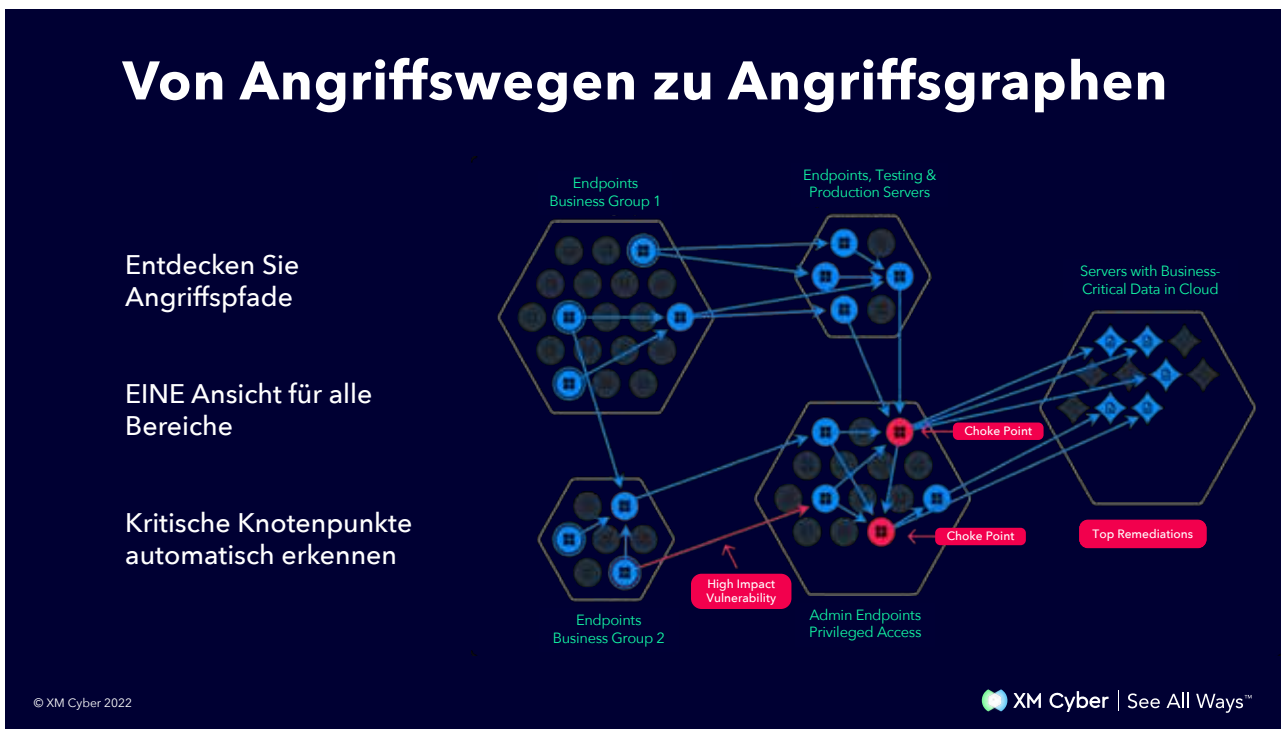 Von Angriffswegen zu Angriffsgraphen
Entdecken Sie
Angriffspfade
EINE Ansicht für alle
Bereiche
Kritische Knotenpunkte
automatisch erkennen
Endpoints
Business Group 1
Endpoints, Testing &
Production Servers
Servers with Business-
Critical Data in Cloud
Choke Point
Choke Point
Top Remediations
High Impact
Vulnerability
Endpoints
Business Group 2
Admin Endpoints
Privileged Access
© XM Cyber 2022
XM Cyber | See All Ways™